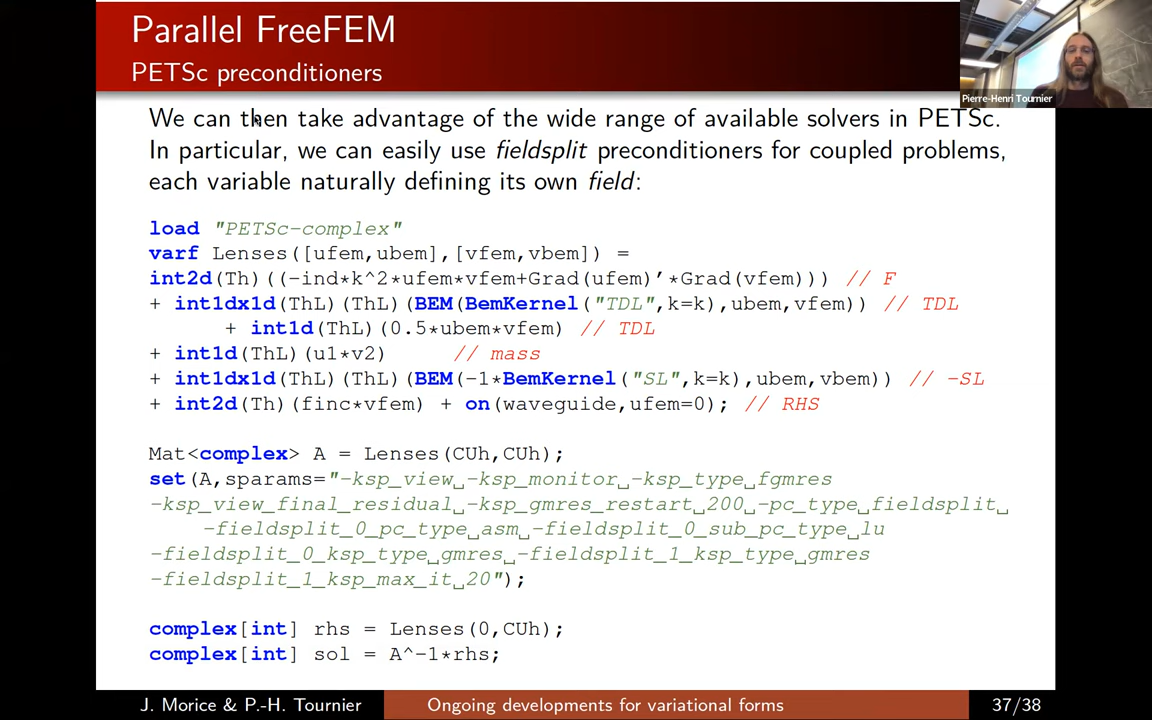 Parallel FreeFEM
PETSc preconditioners
Pierre-Henri Tournier
We can then take advantage of the wide range of available solvers in PETSc.
In particular, we can easily use fieldsplit preconditioners for coupled problems,
each variable naturally defining its own field:
load "PETSc-complex"
varf Lenses([ufem,ubem],[vfem,vbem]) =
int2d(Th)((-ind*k^2*ufem*vfem+Grad(ufem)'*Grad(vfem))) // F
+ int1dx1d(ThL)(ThL)(BEM(BemKernel("TDL",k=k),ubem,vfem)) // TDL
+ int1d(ThL)(0.5*ubem*vfem) // TDL
+ int1d(ThL)(u1*v2) // mass
+ int1dx1d(ThL)(ThL)(BEM(-1*BemKernel("SL",k=k),ubem,vbem)) // -SL
+ int2d(Th)(finc*vfem) + on(waveguide,ufem=0); // RHS
Mat<complex> A = Lenses(CUh,CUh);
set(A,sparams="-ksp_view␣-ksp_monitor␣-ksp_type␣fgmres
-ksp_view_final_residual␣-ksp_gmres_restart␣200␣-pc_type␣fieldsplit␣
-fieldsplit_0_pc_type␣asm␣-fieldsplit_0_sub_pc_type␣lu
-fieldsplit_0_ksp_type␣gmres␣-fieldsplit_1_ksp_type␣gmres
-fieldsplit_1_ksp_max_it␣20");
complex[int] rhs = Lenses(0,CUh);
complex[int] sol = A^-1*rhs;
J. Morice & P.-H. Tournier
Ongoing developments for variational forms
37/38